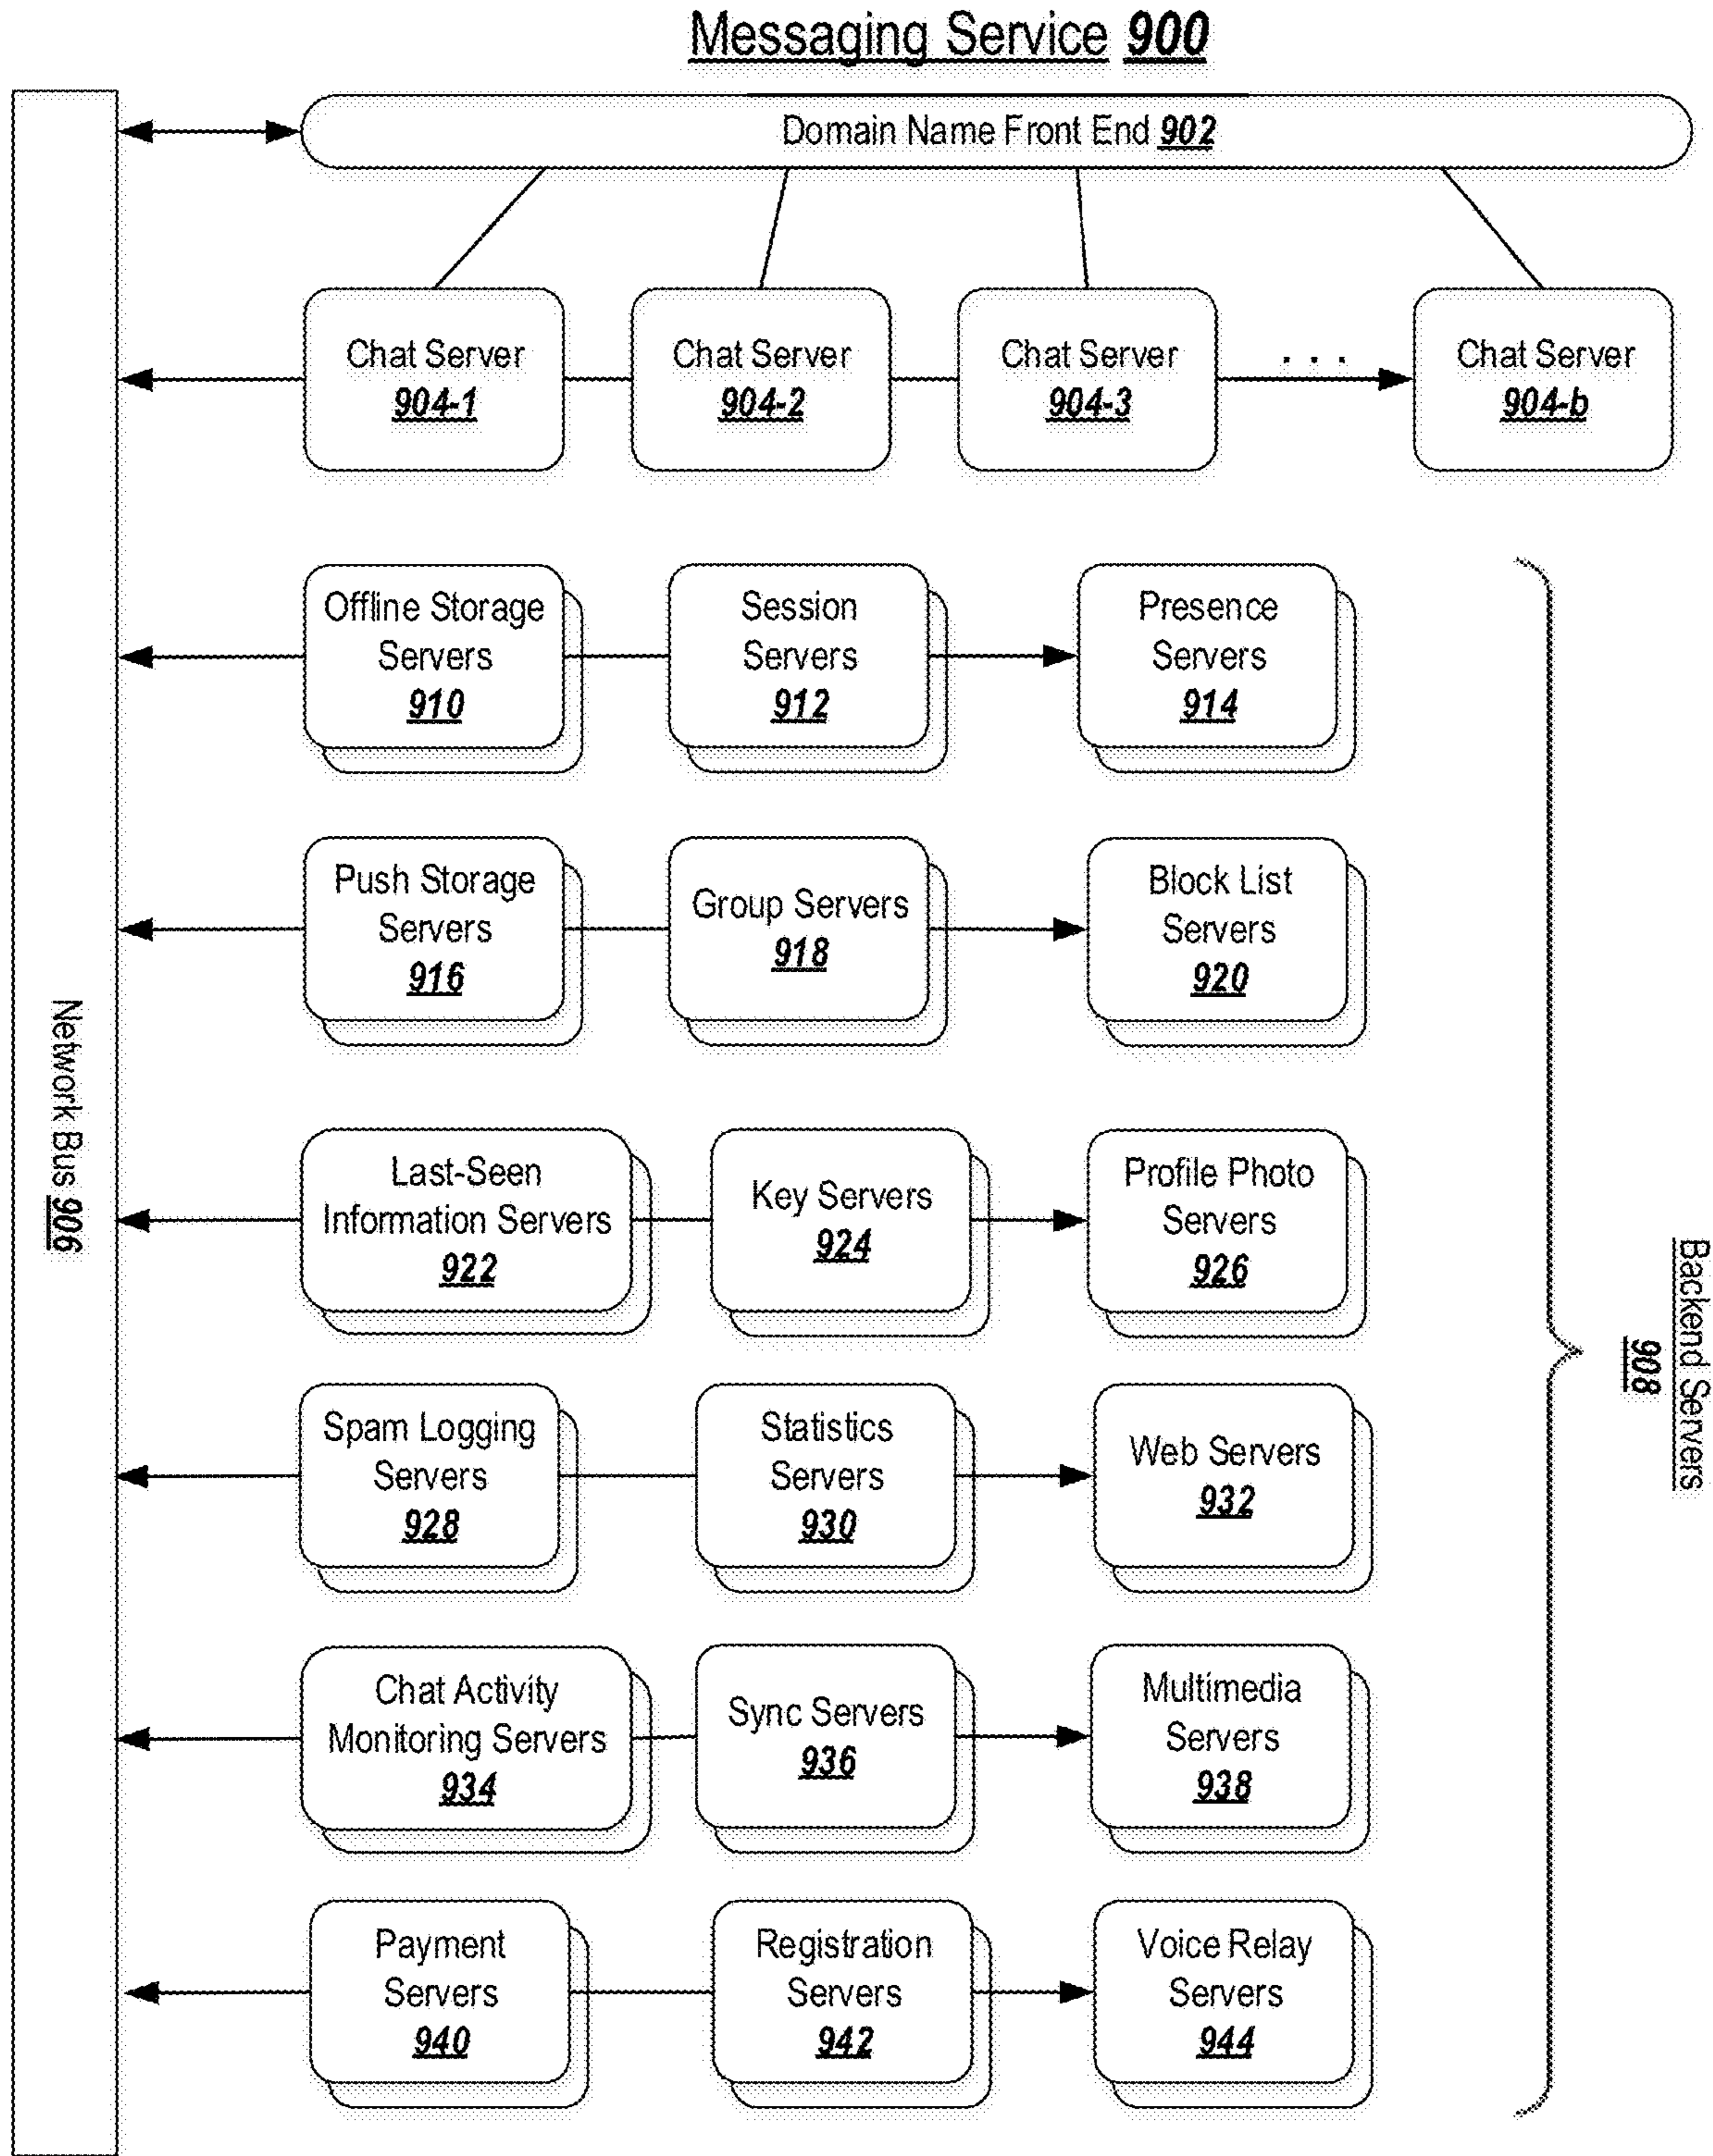 Messaging Service 900
Domain Name Front End 902
Chat Server
904-1
Chat Server
904-2
Chat Server
904-3
. . .
Chat Server
904-b
Offline Storage
Servers
910
Session
Servers
912
Presence
Servers
914
Push Storage
Servers
916
Group Servers
918
Block List
Servers
920
Network Bus 906
Last-Seen
Information Servers
922
Key Servers
924
Profile Photo
Servers
926
Backend Servers
908
Spam Logging
Servers
928
Statistics
Servers
930
Web Servers
932
Chat Activity
Monitoring Servers
934
Sync Servers
936
Multimedia
Servers
938
Payment
Servers
940
Registration
Servers
942
Voice Relay
Servers
944